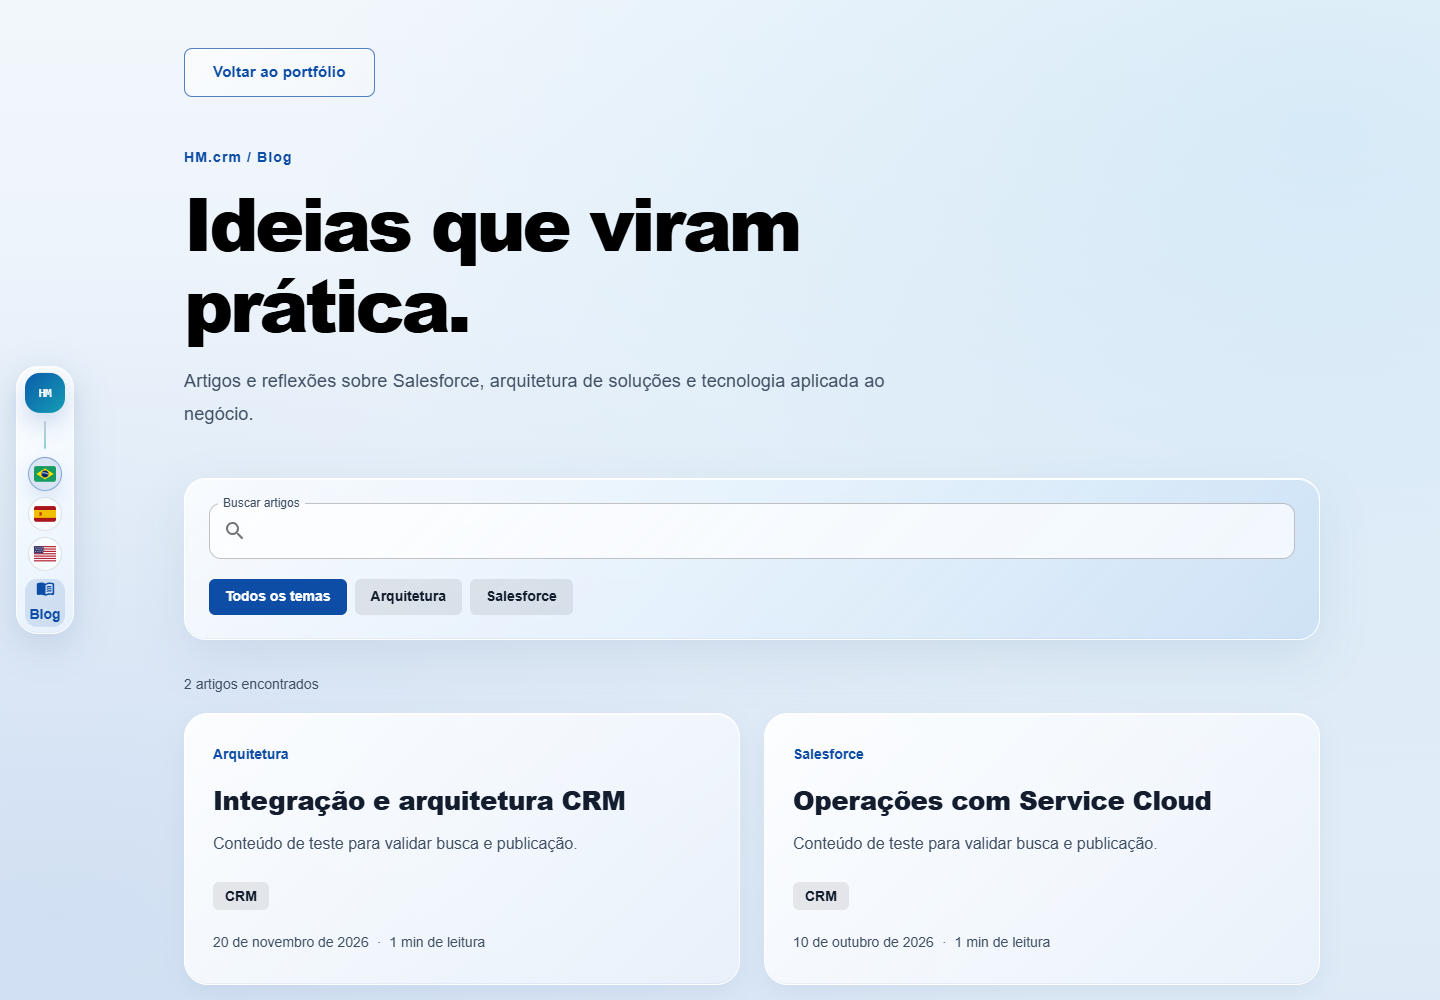 Voltar ao portfólio
HM.crm / Blog
Ideias que viram
prática.
Artigos e reflexões sobre Salesforce, arquitetura de soluções e tecnologia aplicada ao
negócio.
HM
Blog
Buscar artigos
Todos os temas
Arquitetura
Salesforce
2 artigos encontrados
Arquitetura
Integração e arquitetura CRM
Conteúdo de teste para validar busca e publicação.
CRM
20 de novembro de 2026 · 1 min de leitura
Salesforce
Operações com Service Cloud
Conteúdo de teste para validar busca e publicação.
CRM
10 de outubro de 2026 · 1 min de leitura